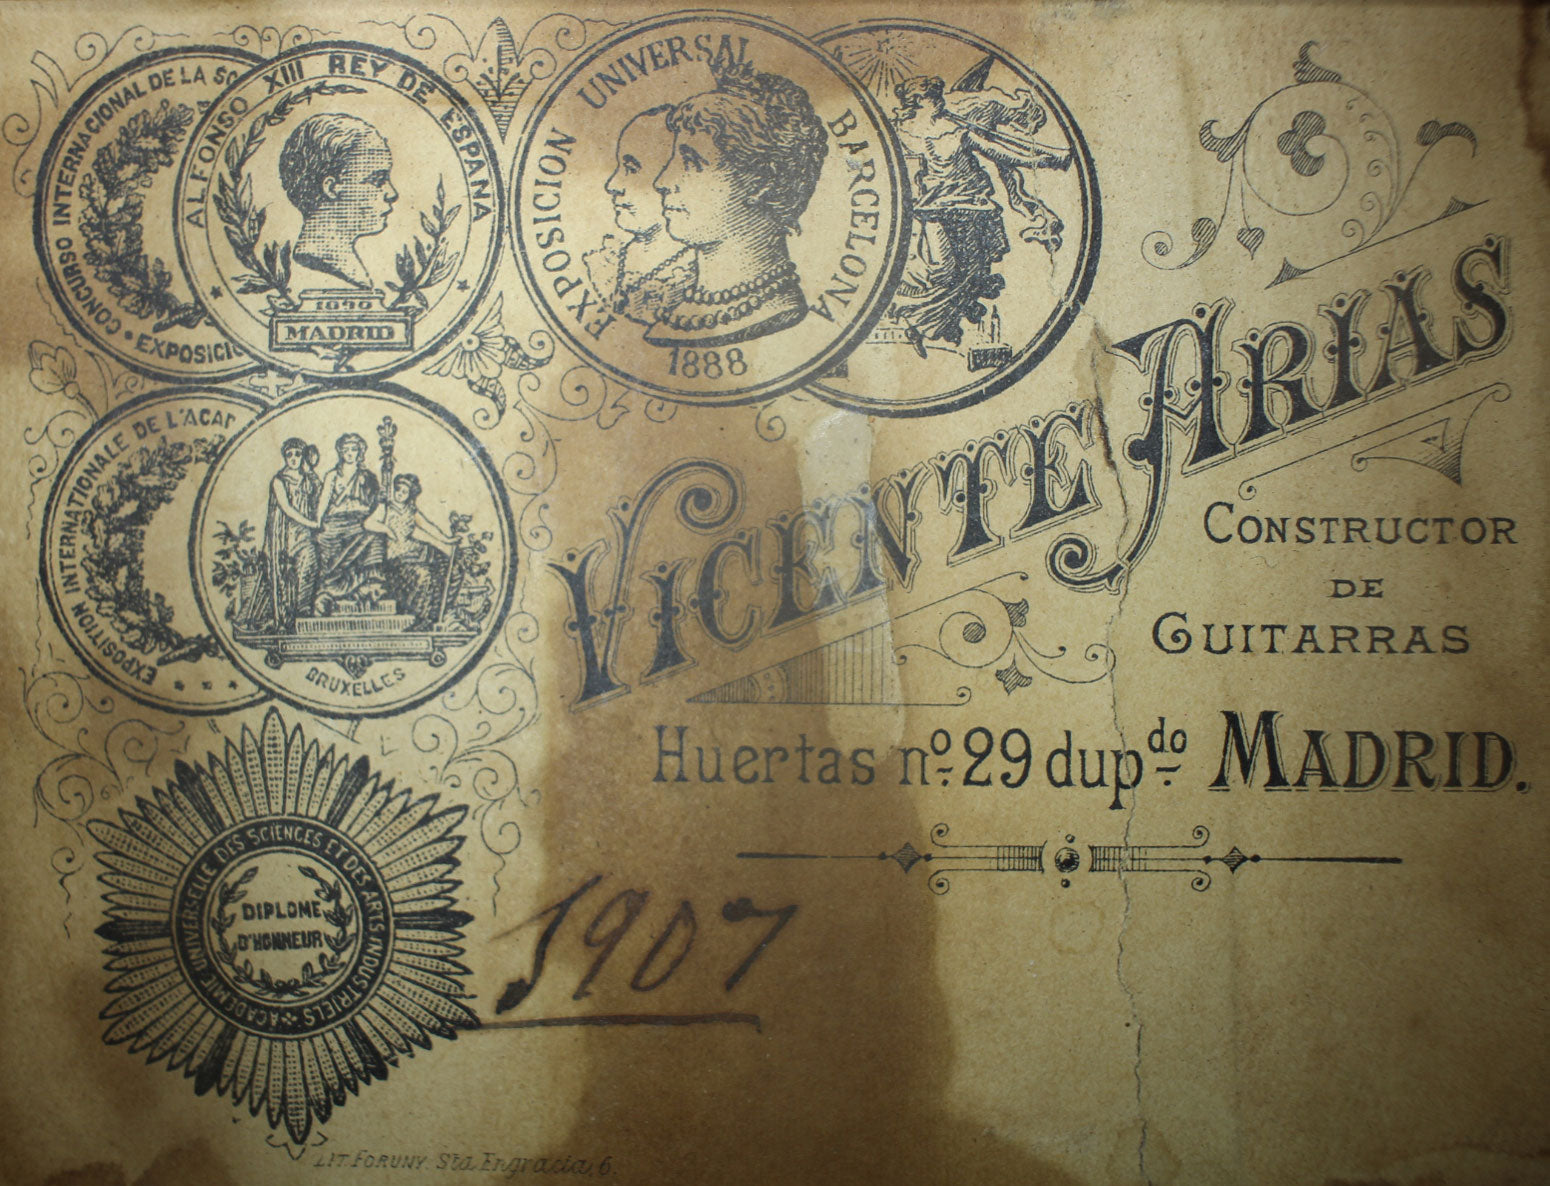 CONCURSO INTERNACIONAL DE LA SO
EXPOSICI
ALFONSO XIII REY DE ESPAÑA
MADRID
EXPOSICION UNIVERSAL BARCELONA
1888
EXPOSITION INTERNATIONALE DE L'ACA
BRUXELLES
ACADEMIE UNIVERSELLE DES SCIENCES ET DES ARTS INDUSTRIELS
DIPLOME
D'HONNEUR
VICENTE ARIAS
CONSTRUCTOR
DE
GUITARRAS
Huertas nº 29 dupdo MADRID.
1907
LIT. FORUNY. Sta. Engracia, 6.